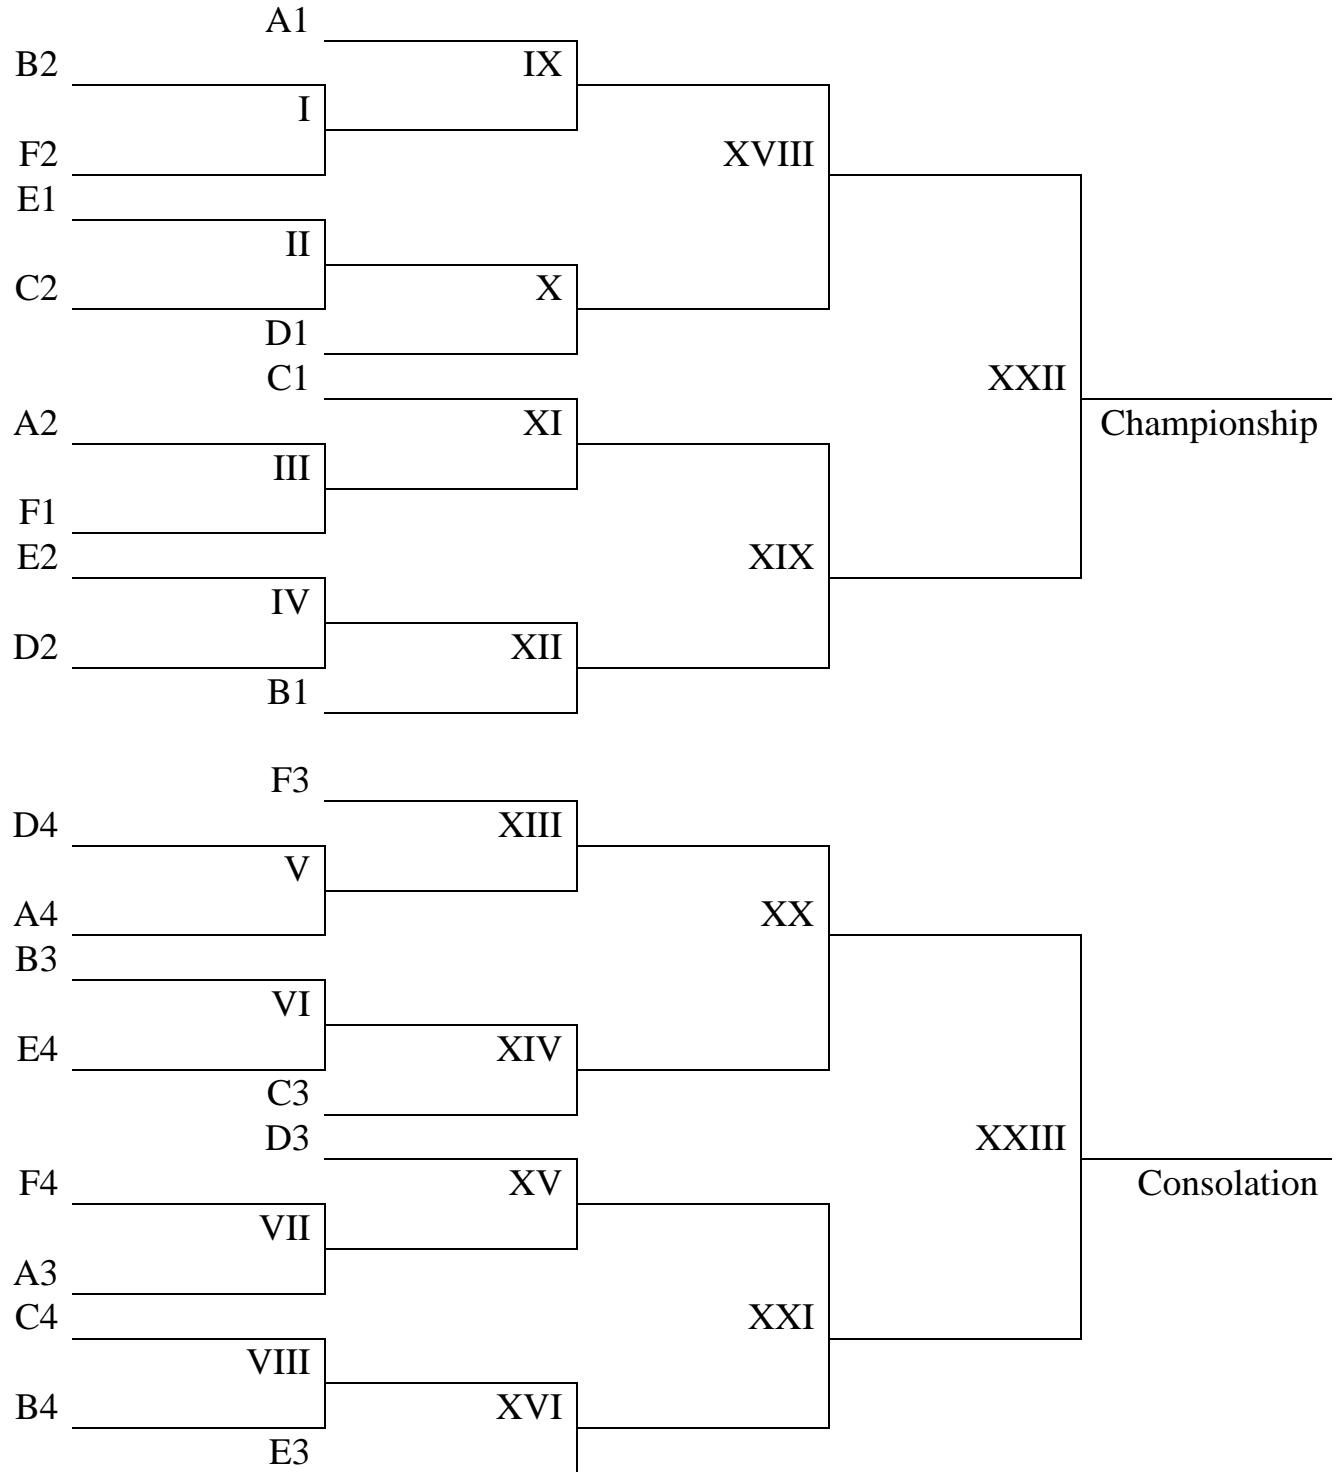 A1
B2
IX
I
F2
XVIII
E1
II
C2
X
D1
C1
XXII
A2
XI
Championship
III
F1
E2
XIX
IV
D2
XII
B1
F3
D4
XIII
V
A4
XX
B3
VI
E4
XIV
C3
D3
XXIII
F4
XV
Consolation
VII
A3
C4
XXI
VIII
B4
XVI
E3